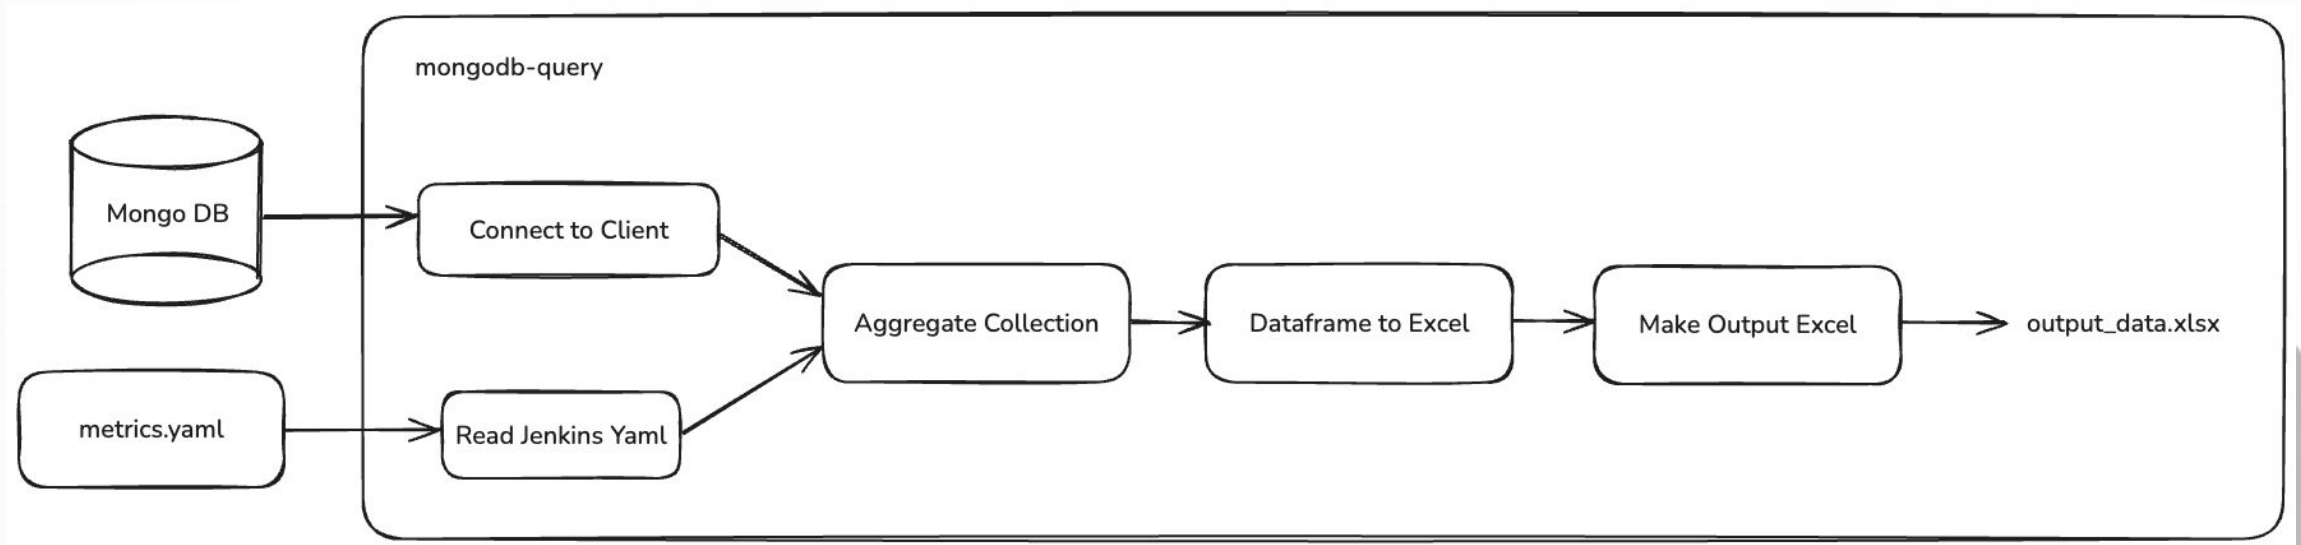 mongodb-query
Mongo DB
Connect to Client
Aggregate Collection
Dataframe to Excel
Make Output Excel
output_data.xlsx
metrics.yaml
Read Jenkins Yaml